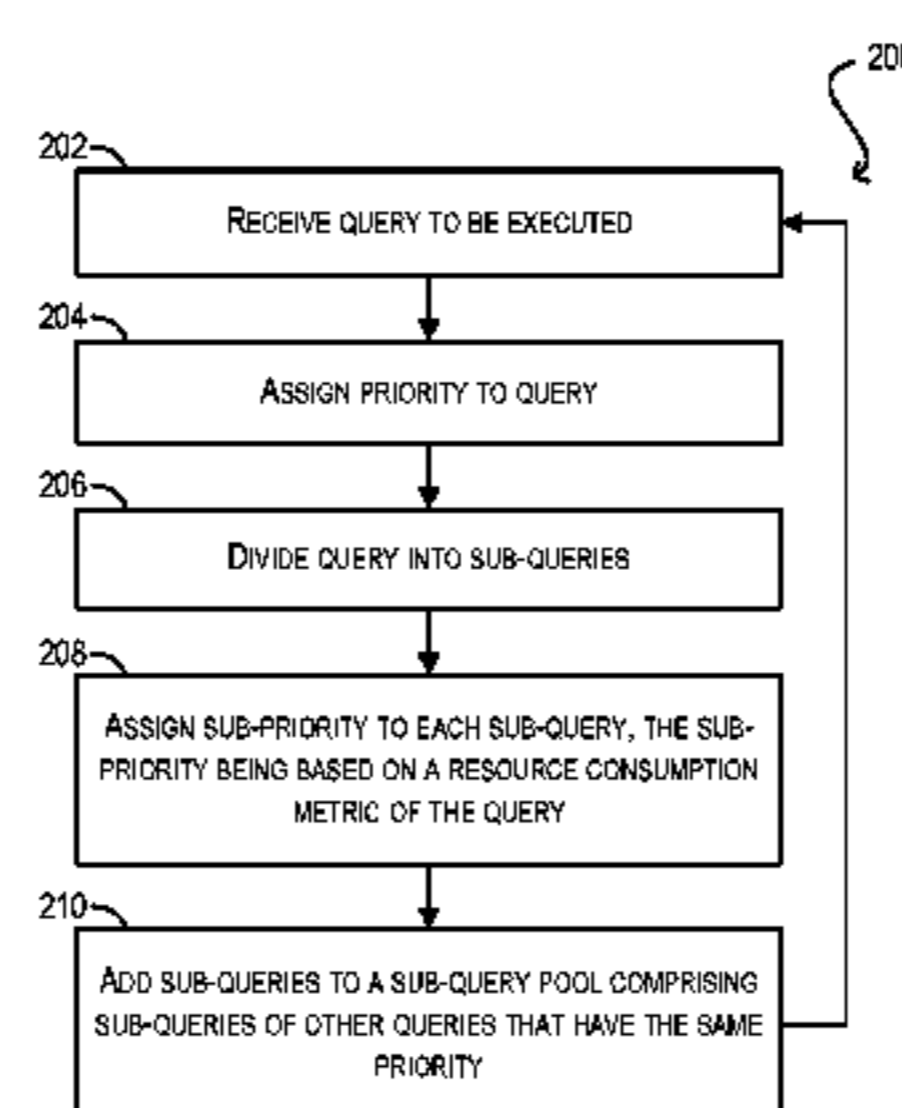 202
RECEIVE QUERY TO BE EXECUTED
204
ASSIGN PRIORITY TO QUERY
206
DIVIDE QUERY INTO SUB-QUERIES
208
ASSIGN SUB-PRIORITY TO EACH SUB-QUERY, THE SUB-
PRIORITY BEING BASED ON A RESOURCE CONSUMPTION
METRIC OF THE QUERY
210
ADD SUB-QUERIES TO A SUB-QUERY POOL COMPRISING
SUB-QUERIES OF OTHER QUERIES THAT HAVE THE SAME
PRIORITY